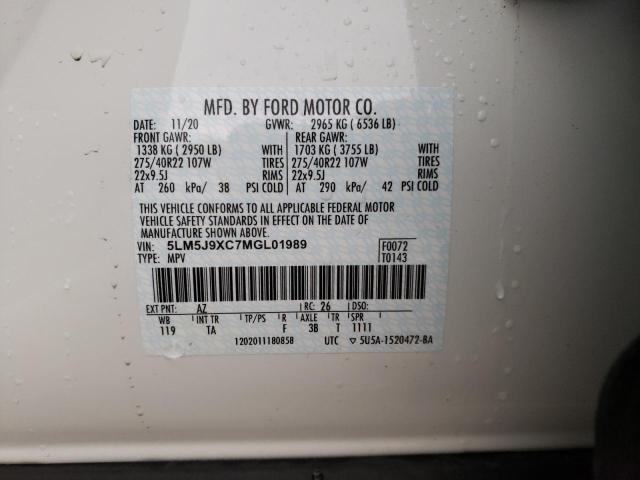 MFD. BY FORD MOTOR CO.
DATE: 11/20 GVWR: 2965 KG ( 6536 LB)
FRONT GAWR: REAR GAWR:
1338 KG ( 2950 LB) WITH 1703 KG ( 3755 LB) WITH
275/40R22 107W TIRES 275/40R22 107W TIRES
22x9.5J RIMS 22x9.5J RIMS
AT 260 kPa/ 38 PSI COLD AT 290 kPa/ 42 PSI COLD
THIS VEHICLE CONFORMS TO ALL APPLICABLE FEDERAL MOTOR
VEHICLE SAFETY STANDARDS IN EFFECT ON THE DATE OF
MANUFACTURE SHOWN ABOVE.
VIN: 5LM5J9XC7MGL01989 F0072
TYPE: MPV T0143
EXT PNT: AZ RC: 26 DSO:
WB INT TR TP/PS R AXLE TR SPR
119 TA F 3B T 1111
1202011180858 UTC ▽ 5U5A-1520472-BA